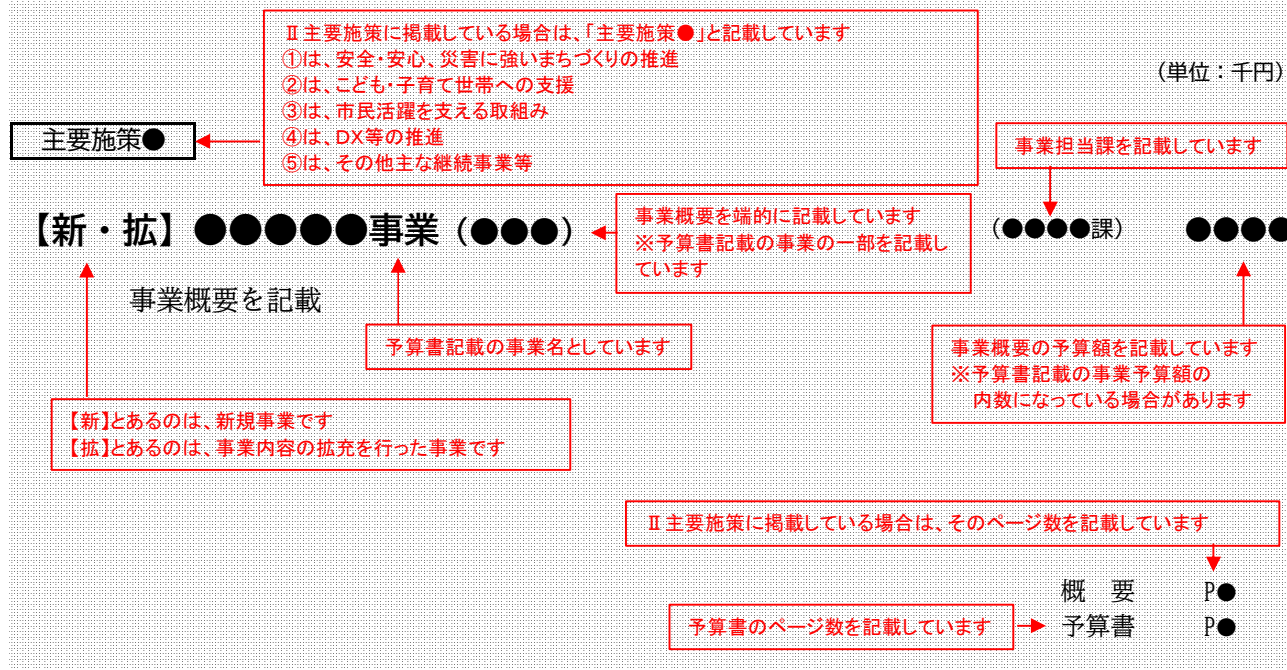 Ⅱ主要施策に掲載している場合は、「主要施策●」と記載しています
①は、安全・安心、災害に強いまちづくりの推進
②は、こども・子育て世帯への支援
③は、市民活躍を支える取組み
④は、DX等の推進
⑤は、その他主な継続事業等
（単位：千円）
主要施策●
事業担当課を記載しています
【新・拡】●●●●●事業（●●●）
事業概要を端的に記載しています
※予算書記載の事業の一部を記載し
ています
（●●●●課）
●●●●
事業概要を記載
予算書記載の事業名としています
事業概要の予算額を記載しています
※予算書記載の事業予算額の
内数になっている場合があります
【新】とあるのは、新規事業です
【拡】とあるのは、事業内容の拡充を行った事業です
Ⅱ主要施策に掲載している場合は、そのページ数を記載しています
概　要　P●
予算書のページ数を記載しています
予算書　P●